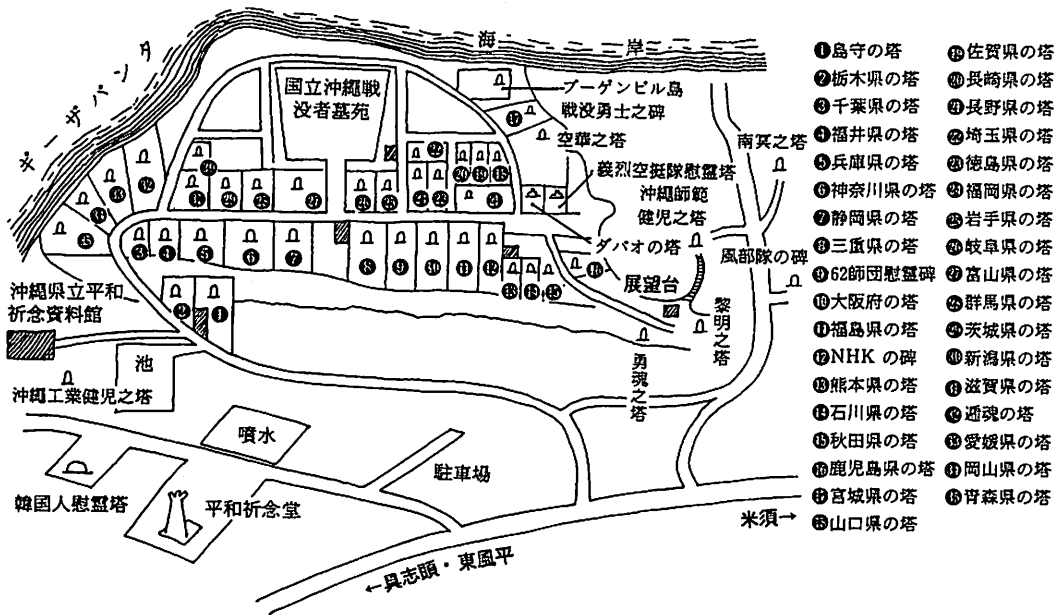 海岸
ギーザバンタ
国立沖縄戦
没者墓苑
ブーゲンビル島
戦没勇士之碑
空華之塔
南冥之塔
義烈空挺隊慰霊塔
沖縄師範
健児之塔
ダバオの塔
風部隊の碑
展望台
黎明之塔
勇魂之塔
沖縄県立平和
祈念資料館
池
沖縄工業健児之塔
噴水
駐車場
韓国人慰霊塔
平和祈念堂
米須→
←具志頭・東風平
❶島守の塔
❷栃木県の塔
❸千葉県の塔
❹福井県の塔
❺兵庫県の塔
❻神奈川県の塔
❼静岡県の塔
❽三重県の塔
❾62師団慰霊碑
❿大阪府の塔
⓫福島県の塔
⓬NHKの碑
⓭熊本県の塔
⓮石川県の塔
⓯秋田県の塔
⓰鹿児島県の塔
⓱宮城県の塔
⓲山口県の塔
⓳佐賀県の塔
⓴長崎県の塔
㉑長野県の塔
㉒埼玉県の塔
㉓徳島県の塔
㉔福岡県の塔
㉕岩手県の塔
㉖岐阜県の塔
㉗富山県の塔
㉘群馬県の塔
㉙茨城県の塔
㉚新潟県の塔
㉛滋賀県の塔
㉜逓魂の塔
㉝愛媛県の塔
㉞岡山県の塔
㉟青森県の塔